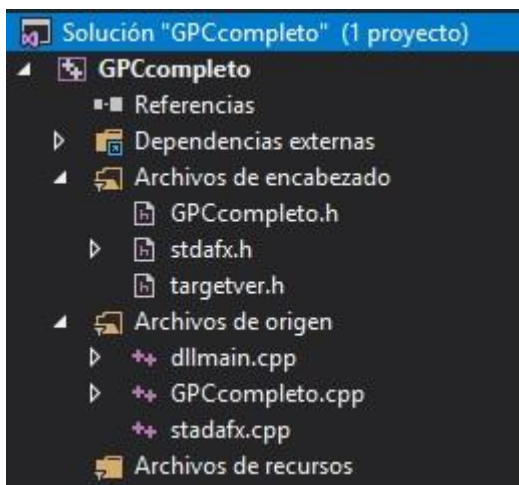 Solución "GPCcompleto" (1 proyecto)
GPCcompleto
Referencias
Dependencias externas
Archivos de encabezado
GPCcompleto.h
stdafx.h
targetver.h
Archivos de origen
dllmain.cpp
GPCcompleto.cpp
stadafx.cpp
Archivos de recursos